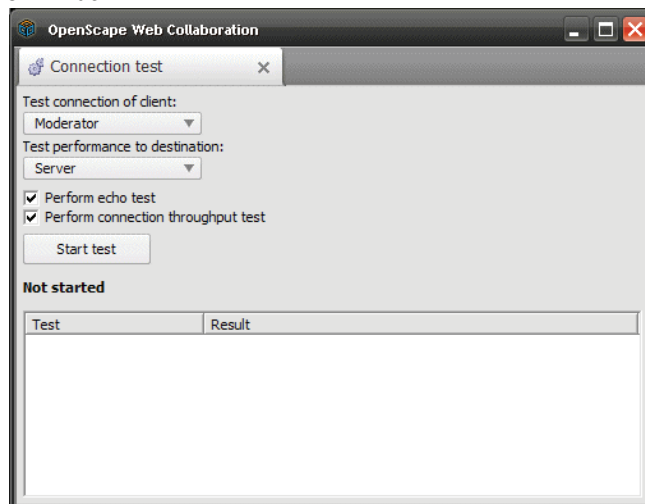 OpenScape Web Collaboration
Connection test
Test connection of client:
Moderator
Test performance to destination:
Server
Perform echo test
Perform connection throughput test
Start test
Not started
Test Result